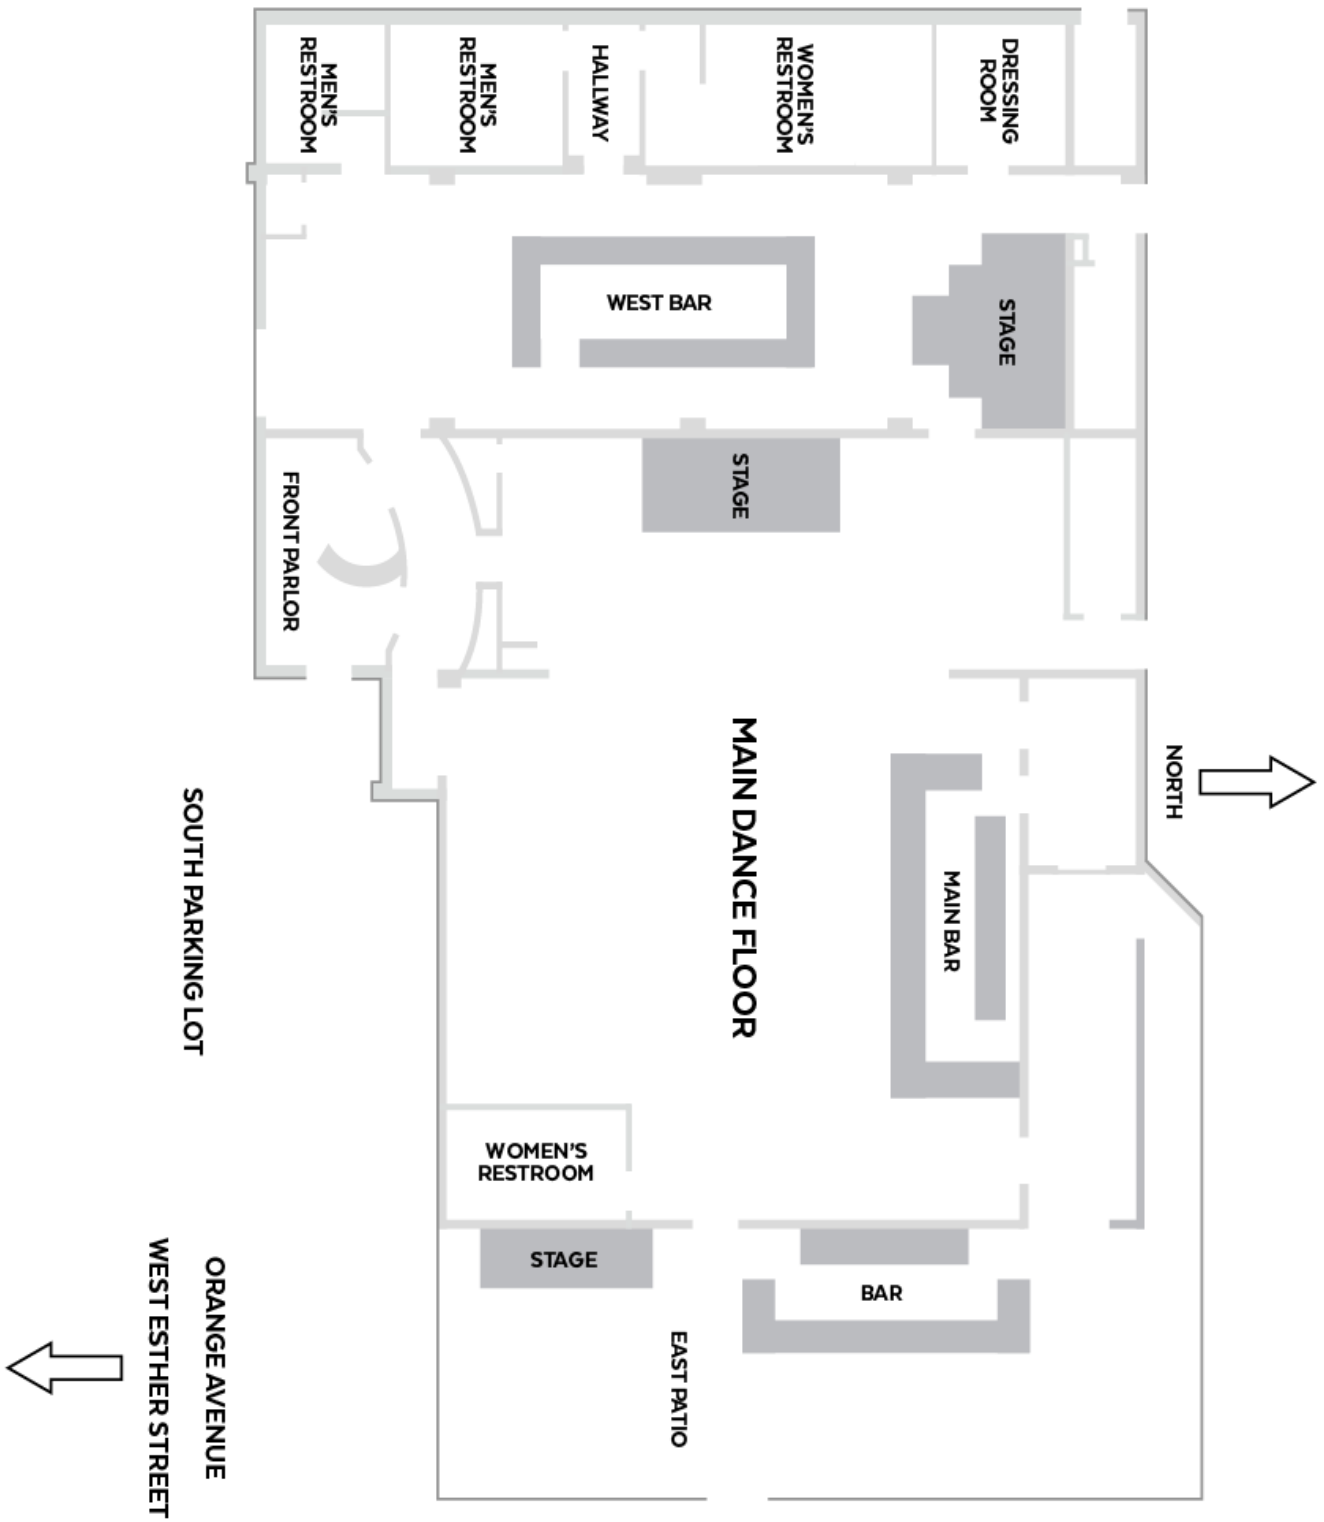 MEN'S
RESTROOM
MEN'S
RESTROOM
HALLWAY
WOMEN'S
RESTROOM
DRESSING
ROOM
WEST BAR
STAGE
STAGE
FRONT PARLOR
MAIN DANCE FLOOR
NORTH
MAIN BAR
SOUTH PARKING LOT
WOMEN'S
RESTROOM
STAGE
BAR
EAST PATIO
ORANGE AVENUE
WEST ESTHER STREET